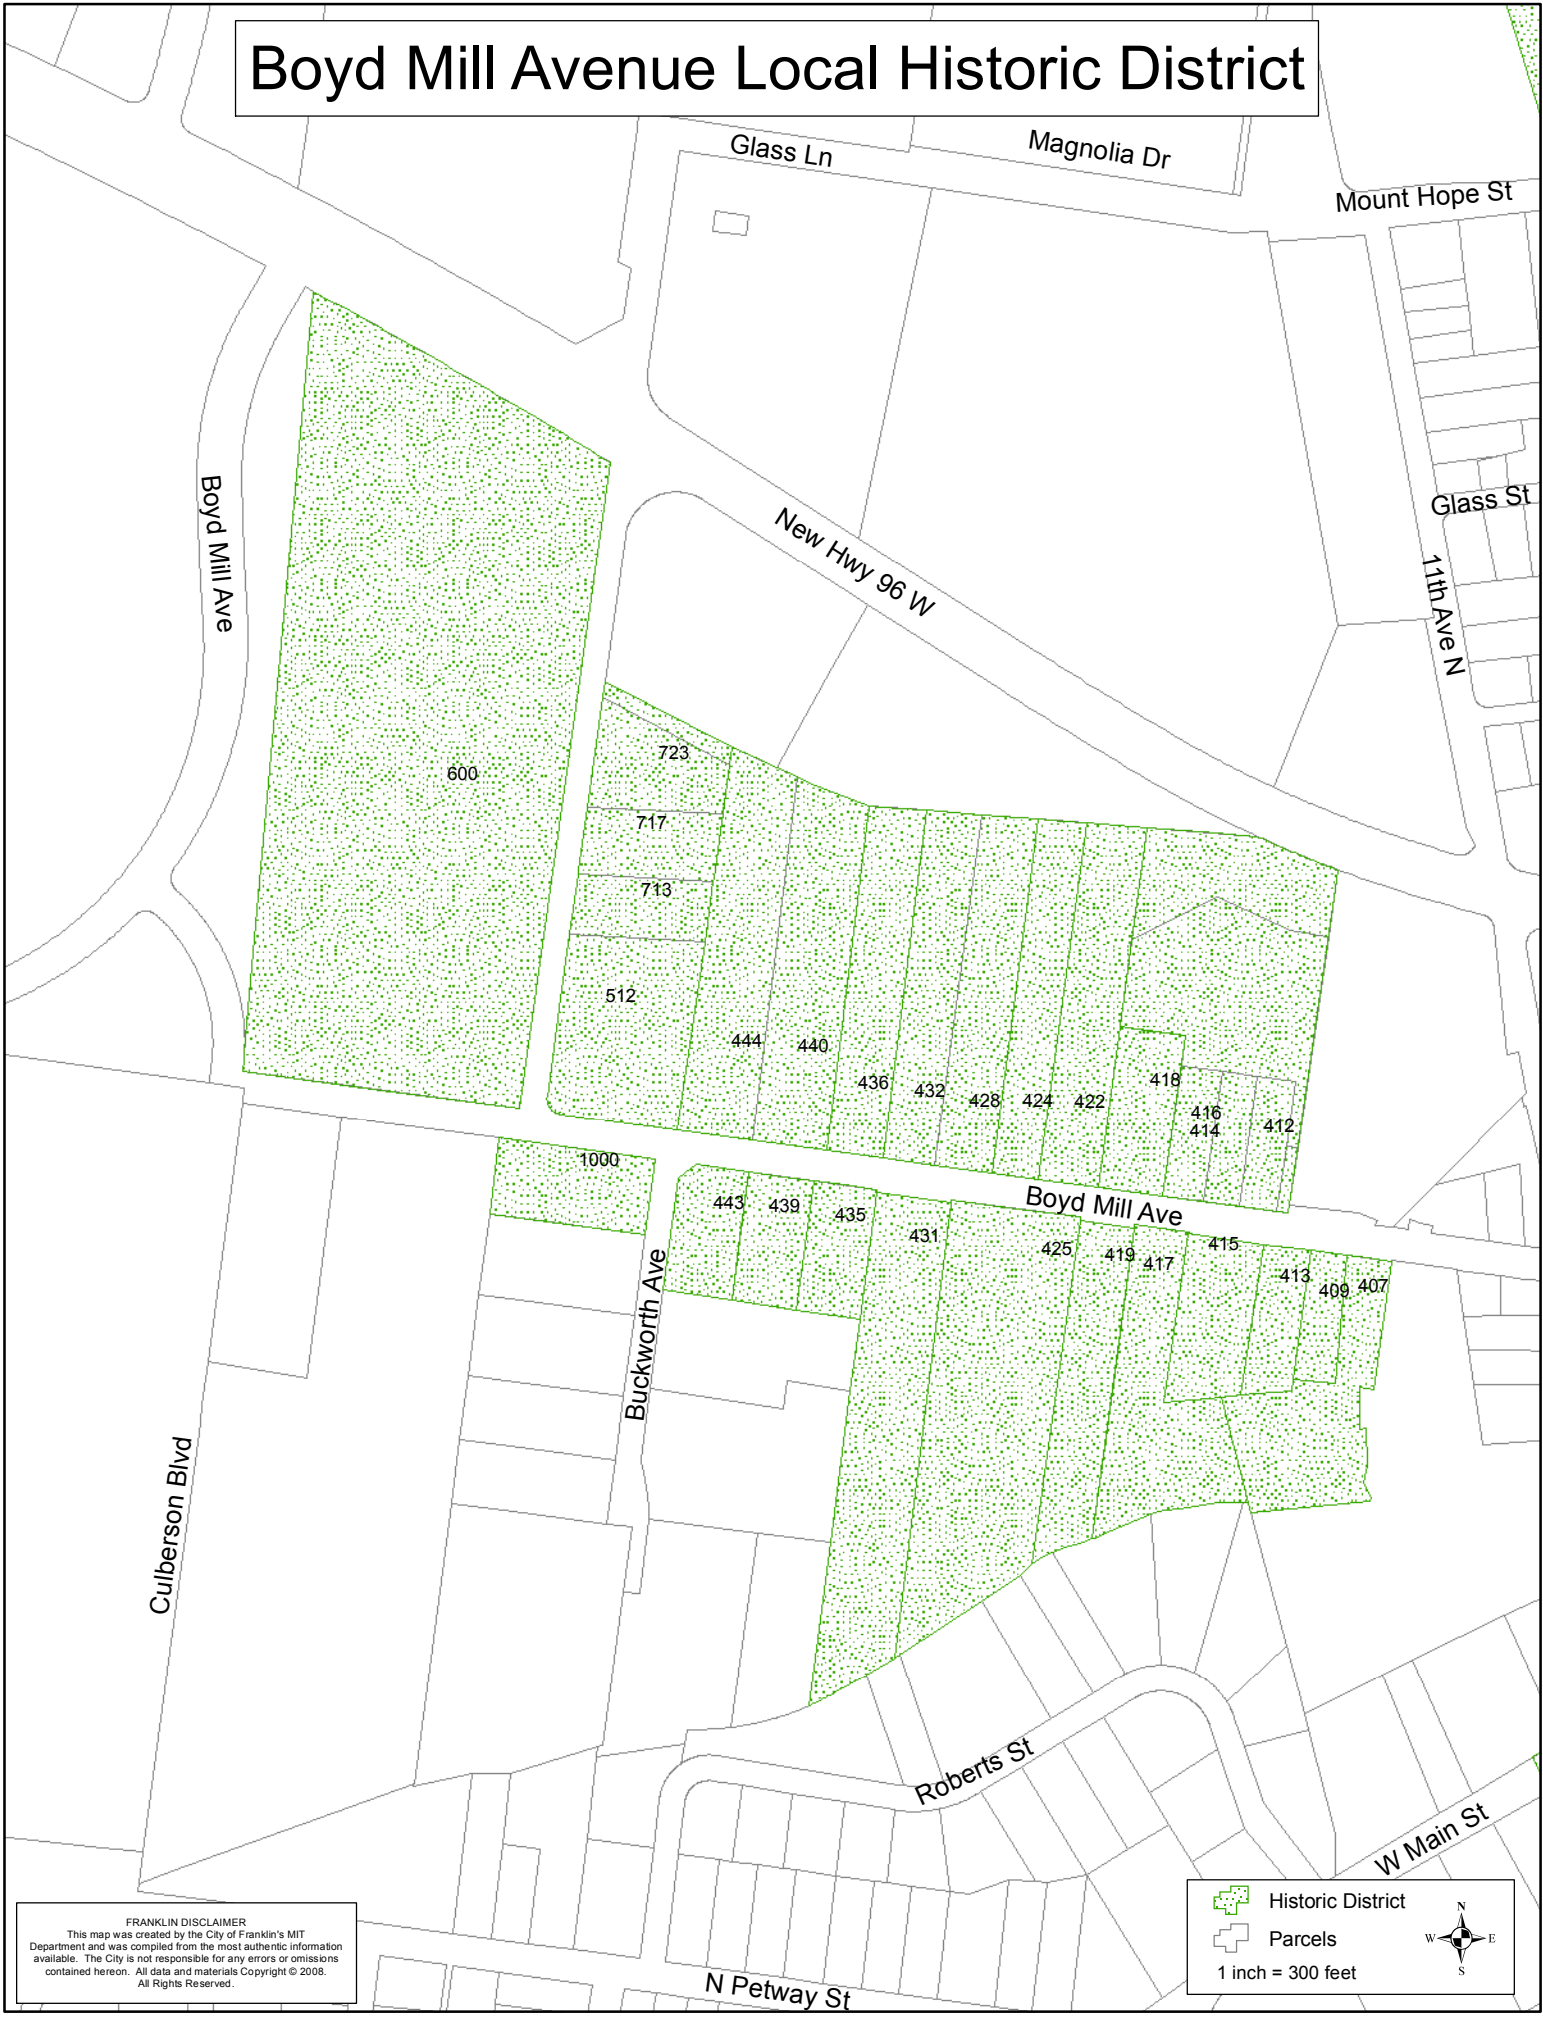 Boyd Mill Avenue Local Historic District
Glass Ln
Magnolia Dr
Mount Hope St
Boyd Mill Ave
New Hwy 96 W
Glass St
11th Ave N
723
600
717
713
512
444
440
436
432
428
424
422
418
416
414
412
1000
443
439
435
431
Boyd Mill Ave
425
419
417
415
413
409
407
Buckworth Ave
Culberson Blvd
Roberts St
W Main St
N Petway St
FRANKLIN DISCLAIMER
This map was created by the City of Franklin's MIT
Department and was compiled from the most authentic information
available. The City is not responsible for any errors or omissions
contained hereon. All data and materials Copyright © 2008.
All Rights Reserved.
Historic District
Parcels
1 inch = 300 feet
N
W E
S